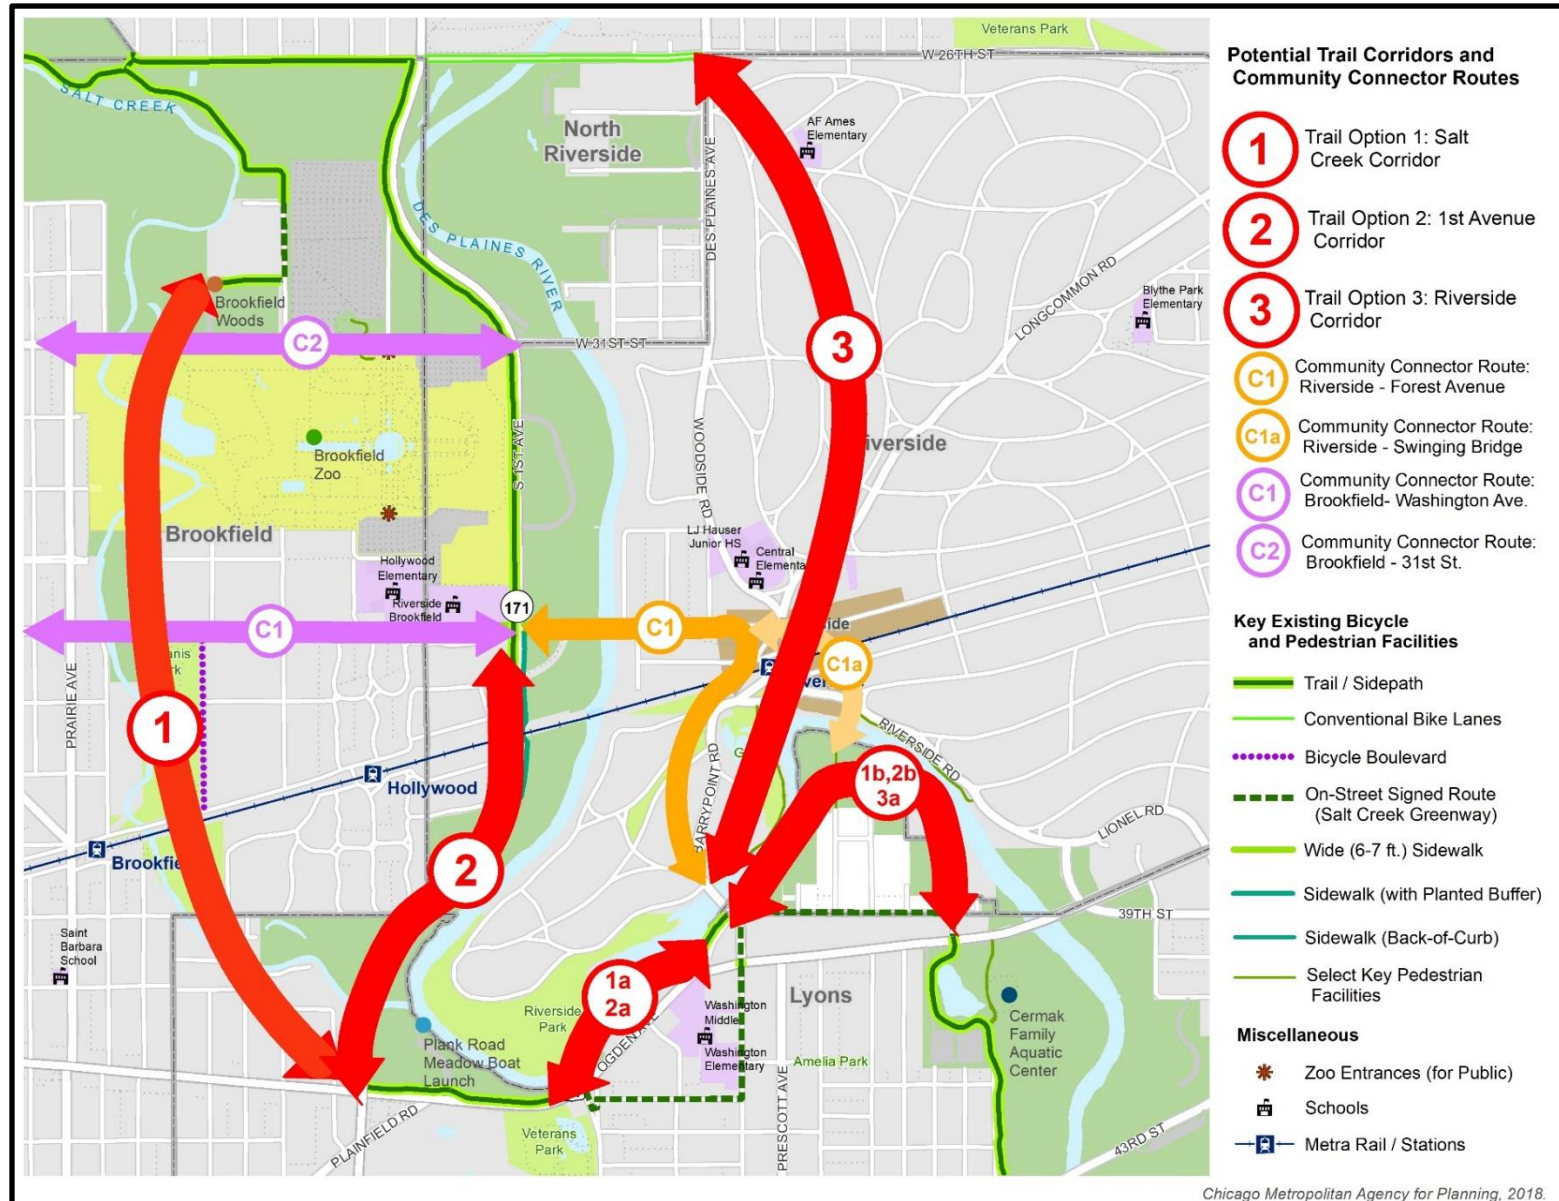 Veterans Park
W 26TH ST
SALT CREEK
North
Riverside
AF Ames
Elementary
DES PLAINES AVE
DES PLAINES RIVER
LONGCOMMON RD
Blythe Park
Elementary
Brookfield
Woods
C2
W 31ST ST
3
WOODSIDE RD
S 1ST AVE
Brookfield
Zoo
Brookfield
LJ Hauser
Junior HS
Central
Elementa
Hollywood
Elementary
Riverside
Brookfield
171
C1
C1
C1a
PRAIRIE AVE
1
Hollywood
BARRYPOINT RD
RIVERSIDE RD
1b,2b
3a
LIONEL RD
2
39TH ST
Saint
Barbara
School
1a
2a
Riverside
Park
OGDEN AVE
Washington
Middle
Washington
Elementary
Lyons
Amelia Park
Cermak
Family
Aquatic
Center
Plank Road
Meadow Boat
Launch
PLAINFIELD RD
Veterans
Park
PRESCOTT AVE
43RD ST
Potential Trail Corridors and
Community Connector Routes
1 Trail Option 1: Salt
Creek Corridor
2 Trail Option 2: 1st Avenue
Corridor
3 Trail Option 3: Riverside
Corridor
C1 Community Connector Route:
Riverside - Forest Avenue
C1a Community Connector Route:
Riverside - Swinging Bridge
C1 Community Connector Route:
Brookfield- Washington Ave.
C2 Community Connector Route:
Brookfield - 31st St.
Key Existing Bicycle
and Pedestrian Facilities
Trail / Sidepath
Conventional Bike Lanes
Bicycle Boulevard
On-Street Signed Route
(Salt Creek Greenway)
Wide (6-7 ft.) Sidewalk
Sidewalk (with Planted Buffer)
Sidewalk (Back-of-Curb)
Select Key Pedestrian
Facilities
Miscellaneous
Zoo Entrances (for Public)
Schools
Metra Rail / Stations
Chicago Metropolitan Agency for Planning, 2018.